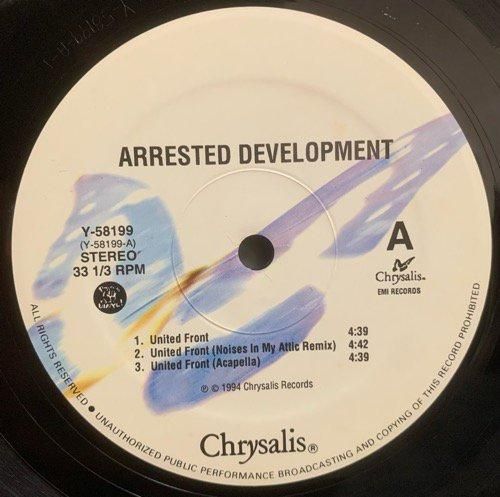 ARRESTED DEVELOPMENT
Y-58199
(Y-58199-A)
STEREO
33 1/3 RPM
A
Chrysalis®
EMI RECORDS
1. United Front 4:39
2. United Front (Noises In My Attic Remix) 4:42
3. United Front (Acapella) 4:39
℗ © 1994 Chrysalis Records
Chrysalis®
ALL RIGHTS RESERVED • UNAUTHORIZED PUBLIC PERFORMANCE BROADCASTING AND COPYING OF THIS RECORD PROHIBITED